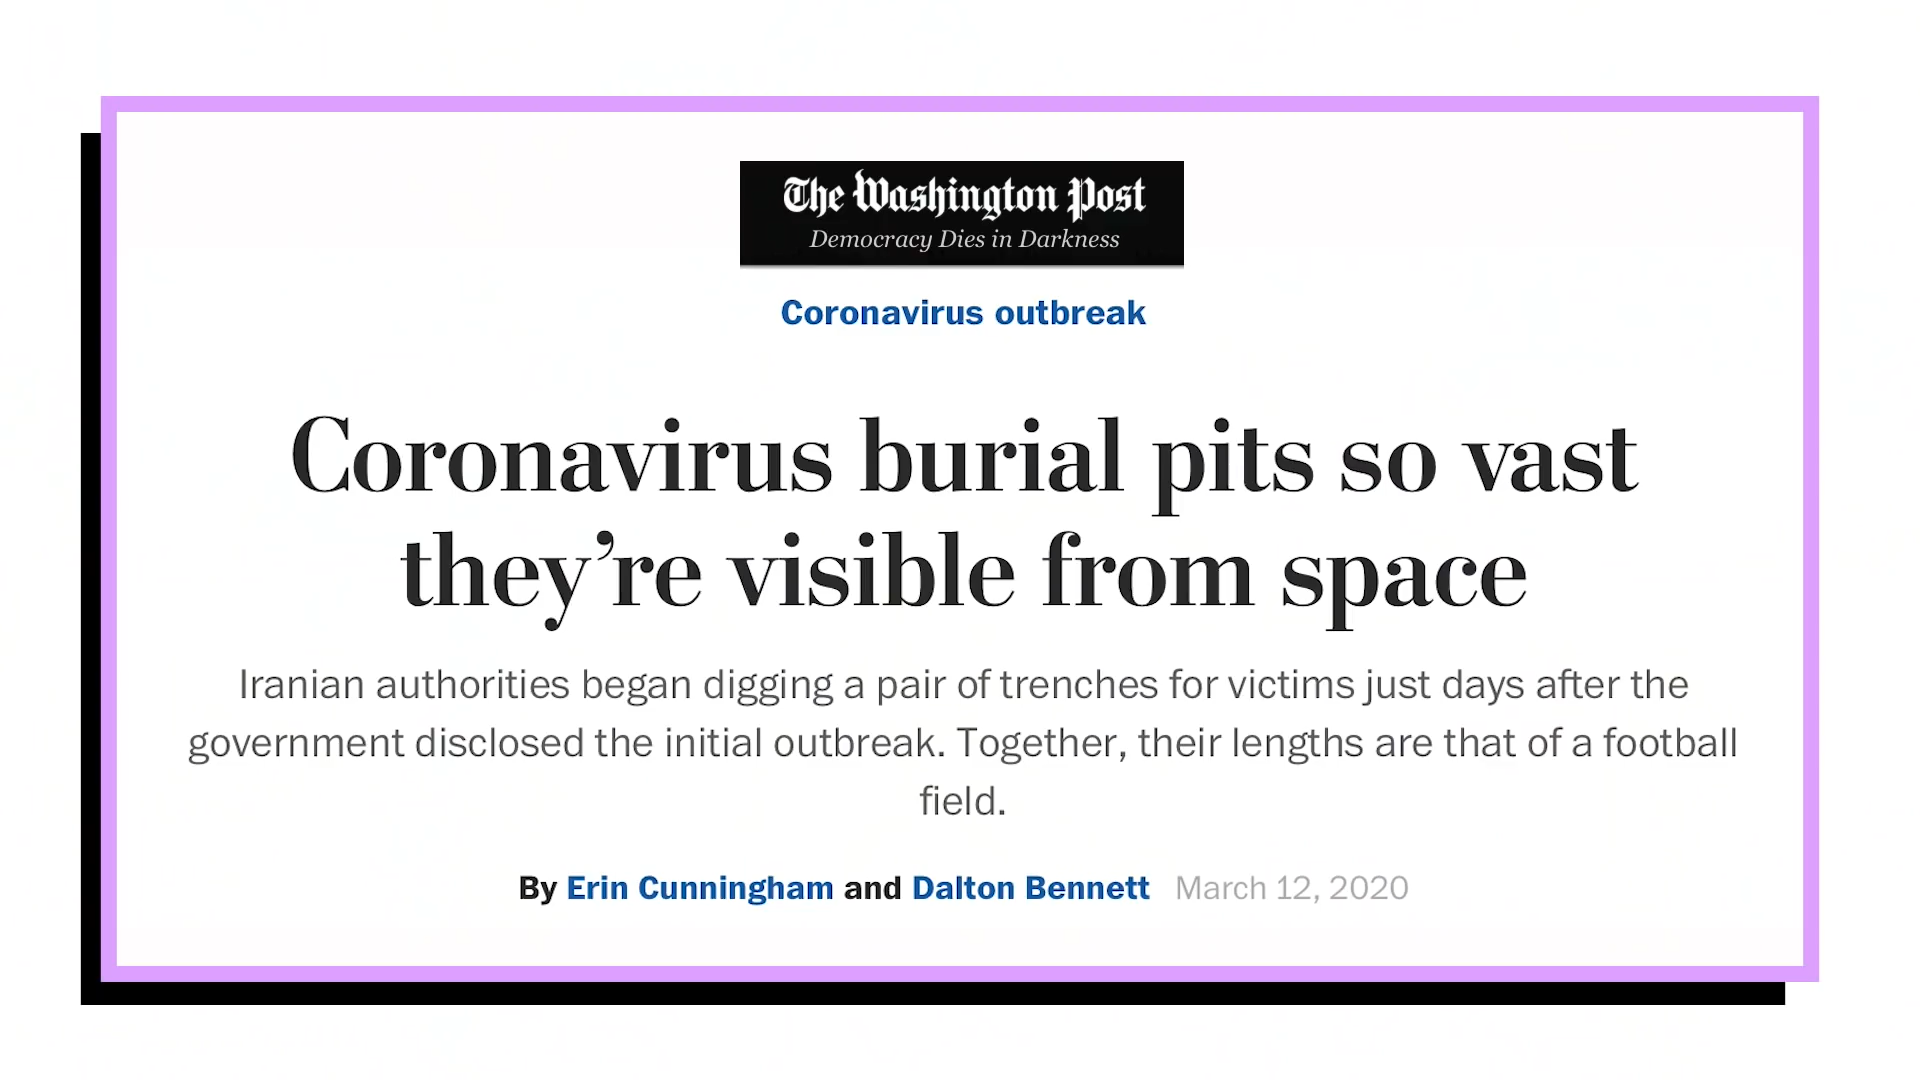 The Washington Post
Democracy Dies in Darkness
Coronavirus outbreak
Coronavirus burial pits so vast
they’re visible from space
Iranian authorities began digging a pair of trenches for victims just days after the
government disclosed the initial outbreak. Together, their lengths are that of a football
field.
By Erin Cunningham and Dalton Bennett March 12, 2020